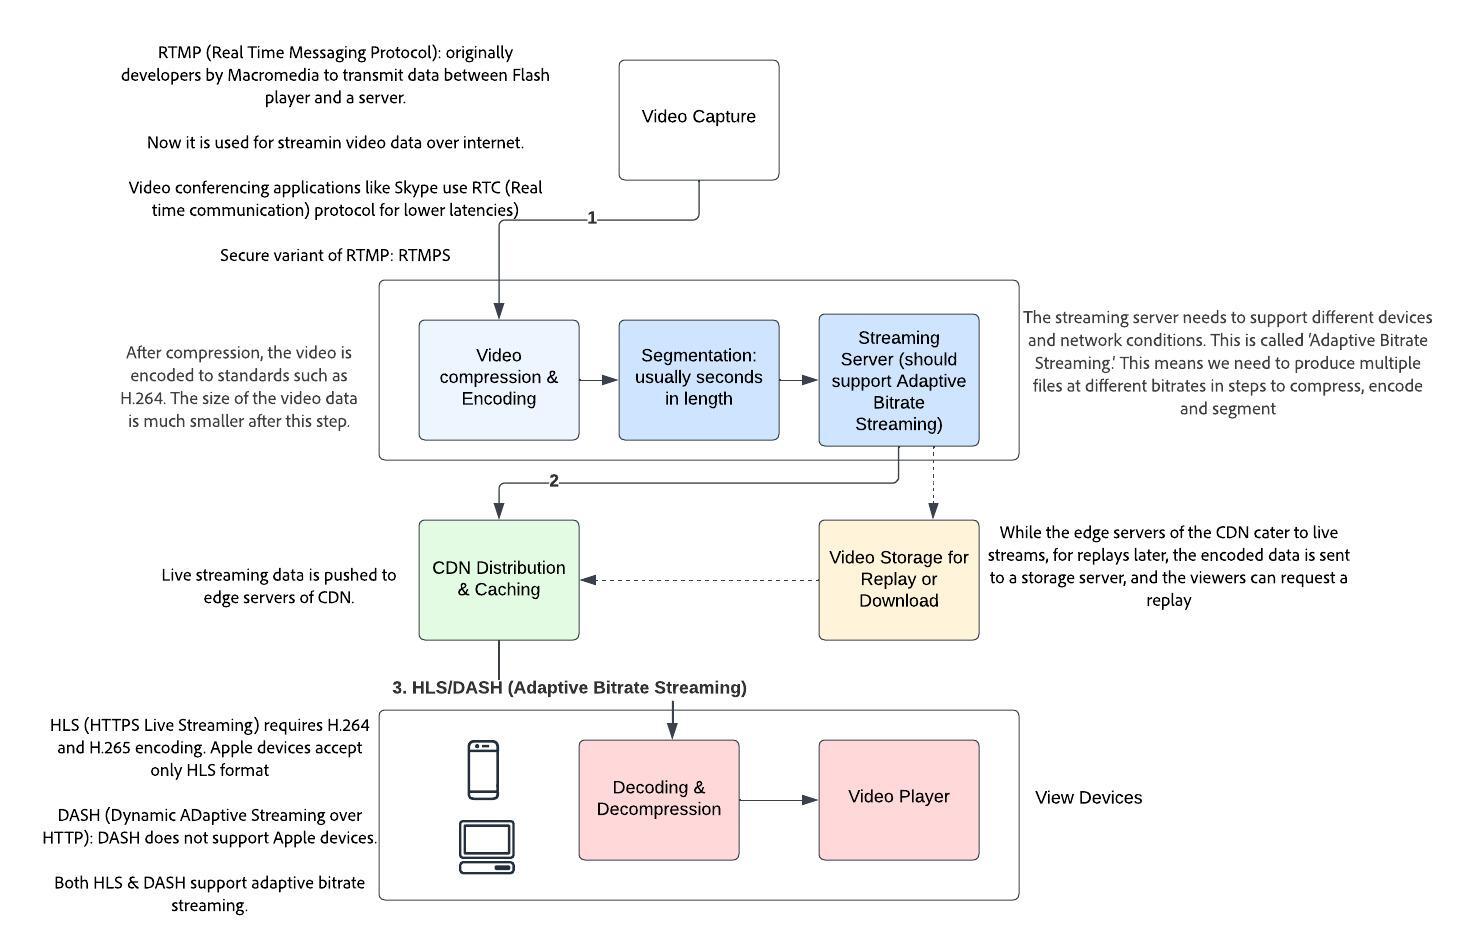 RTMP (Real Time Messaging Protocol): originally
developers by Macromedia to transmit data between Flash
player and a server.
Now it is used for streamin video data over internet.
Video conferencing applications like Skype use RTC (Real
time communication) protocol for lower latencies)
Secure variant of RTMP: RTMPS
Video Capture
1
After compression, the video is
encoded to standards such as
H.264. The size of the video data
is much smaller after this step.
Video
compression &
Encoding
Segmentation:
usually seconds
in length
Streaming
Server (should
support Adaptive
Bitrate
Streaming)
The streaming server needs to support different devices
and network conditions. This is called 'Adaptive Bitrate
Streaming.' This means we need to produce multiple
files at different bitrates in steps to compress, encode
and segment
2
Live streaming data is pushed to
edge servers of CDN.
CDN Distribution
& Caching
Video Storage for
Replay or
Download
While the edge servers of the CDN cater to live
streams, for replays later, the encoded data is sent
to a storage server, and the viewers can request a
replay
3. HLS/DASH (Adaptive Bitrate Streaming)
HLS (HTTPS Live Streaming) requires H.264
and H.265 encoding. Apple devices accept
only HLS format
DASH (Dynamic ADaptive Streaming over
HTTP): DASH does not support Apple devices.
Both HLS & DASH support adaptive bitrate
streaming.
Decoding &
Decompression
Video Player
View Devices